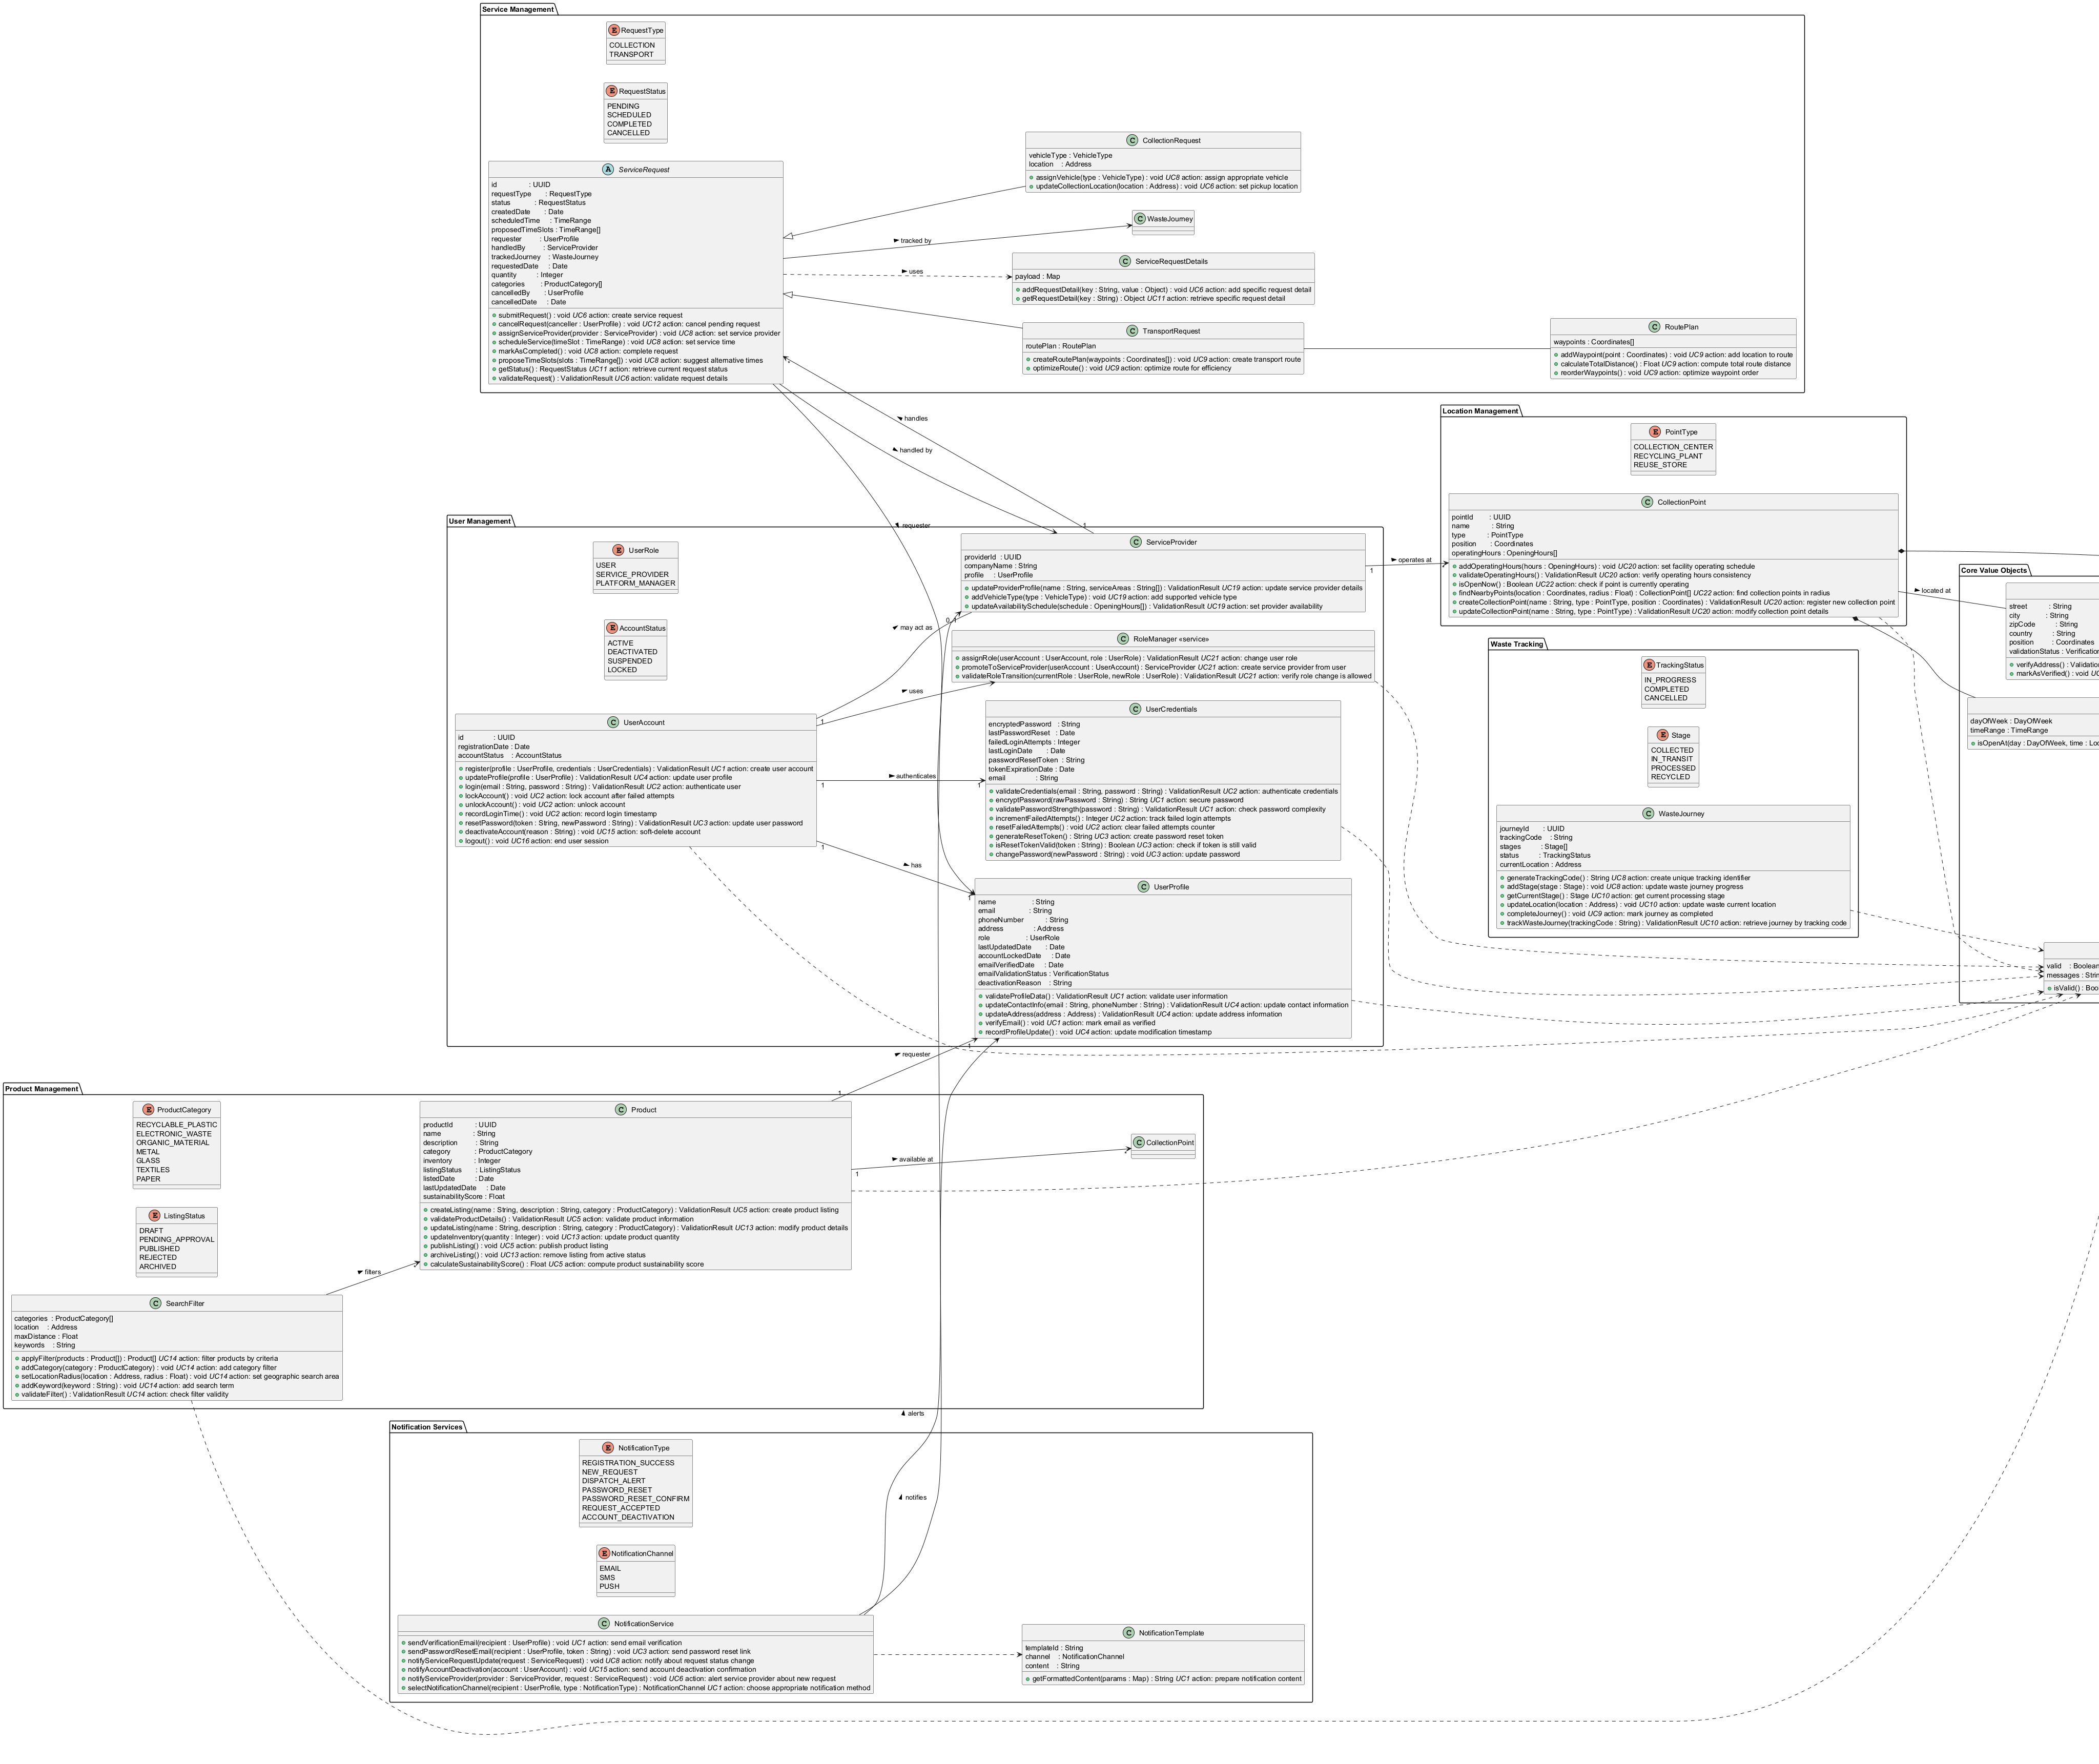 Service Management
E RequestType
COLLECTION
TRANSPORT
E RequestStatus
PENDING
SCHEDULED
COMPLETED
CANCELLED
A ServiceRequest
id : UUID
requestType : RequestType
status : RequestStatus
createdDate : Date
scheduledTime : TimeRange
proposedTimeSlots : TimeRange[]
requester : UserProfile
handledBy : ServiceProvider
trackedJourney : WasteJourney
requestedDate : Date
quantity : Integer
categories : ProductCategory[]
cancelledBy : UserProfile
cancelledDate : Date
submitRequest() : void UC6 action: create service request
cancelRequest(canceller : UserProfile) : void UC12 action: cancel pending request
assignServiceProvider(provider : ServiceProvider) : void UC8 action: set service provider
scheduleService(timeSlot : TimeRange) : void UC8 action: set service time
markAsCompleted() : void UC8 action: complete request
proposeTimeSlots(slots : TimeRange[]) : void UC8 action: suggest alternative times
getStatus() : RequestStatus UC11 action: retrieve current request status
validateRequest() : ValidationResult UC6 action: validate request details
C CollectionRequest
vehicleType : VehicleType
location : Address
assignVehicle(type : VehicleType) : void UC8 action: assign appropriate vehicle
updateCollectionLocation(location : Address) : void UC6 action: set pickup location
tracked by
C WasteJourney
uses
C ServiceRequestDetails
payload : Map
addRequestDetail(key : String, value : Object) : void UC6 action: add specific request detail
getRequestDetail(key : String) : Object UC11 action: retrieve specific request detail
C TransportRequest
routePlan : RoutePlan
createRoutePlan(waypoints : Coordinates[]) : void UC9 action: create transport route
optimizeRoute() : void UC9 action: optimize route for efficiency
C RoutePlan
waypoints : Coordinates[]
addWaypoint(point : Coordinates) : void UC9 action: add location to route
calculateTotalDistance() : Float UC9 action: compute total route distance
reorderWaypoints() : void UC9 action: optimize waypoint order
*
handles
handled by
requester
1
User Management
E UserRole
USER
SERVICE_PROVIDER
PLATFORM_MANAGER
E AccountStatus
ACTIVE
DEACTIVATED
SUSPENDED
LOCKED
C UserAccount
id : UUID
registrationDate : Date
accountStatus : AccountStatus
register(profile : UserProfile, credentials : UserCredentials) : ValidationResult UC1 action: create user account
updateProfile(profile : UserProfile) : ValidationResult UC4 action: update user profile
login(email : String, password : String) : ValidationResult UC2 action: authenticate user
lockAccount() : void UC2 action: lock account after failed attempts
unlockAccount() : void UC2 action: unlock account
recordLoginTime() : void UC2 action: record login timestamp
resetPassword(token : String, newPassword : String) : ValidationResult UC3 action: update user password
deactivateAccount(reason : String) : void UC15 action: soft-delete account
logout() : void UC16 action: end user session
may act as
0..1
1
uses
authenticates
1
1
1
has
1
C ServiceProvider
providerId : UUID
companyName : String
profile : UserProfile
updateProviderProfile(name : String, serviceAreas : String[]) : ValidationResult UC19 action: update service provider details
addVehicleType(type : VehicleType) : void UC19 action: add supported vehicle type
updateAvailabilitySchedule(schedule : OpeningHours[]) : ValidationResult UC19 action: set provider availability
C RoleManager «service»
assignRole(userAccount : UserAccount, role : UserRole) : ValidationResult UC21 action: change user role
promoteToServiceProvider(userAccount : UserAccount) : ServiceProvider UC21 action: create service provider from user
validateRoleTransition(currentRole : UserRole, newRole : UserRole) : ValidationResult UC21 action: verify role change is allowed
C UserCredentials
encryptedPassword : String
lastPasswordReset : Date
failedLoginAttempts : Integer
lastLoginDate : Date
passwordResetToken : String
tokenExpirationDate : Date
email : String
validateCredentials(email : String, password : String) : ValidationResult UC2 action: authenticate credentials
encryptPassword(rawPassword : String) : String UC1 action: secure password
validatePasswordStrength(password : String) : ValidationResult UC1 action: check password complexity
incrementFailedAttempts() : Integer UC2 action: track failed login attempts
resetFailedAttempts() : void UC2 action: clear failed attempts counter
generateResetToken() : String UC3 action: create password reset token
isResetTokenValid(token : String) : Boolean UC3 action: check if token is still valid
changePassword(newPassword : String) : void UC3 action: update password
C UserProfile
name : String
email : String
phoneNumber : String
address : Address
role : UserRole
lastUpdatedDate : Date
accountLockedDate : Date
emailVerifiedDate : Date
emailValidationStatus : VerificationStatus
deactivationReason : String
validateProfileData() : ValidationResult UC1 action: validate user information
updateContactInfo(email : String, phoneNumber : String) : ValidationResult UC4 action: update contact information
updateAddress(address : Address) : ValidationResult UC4 action: update address information
verifyEmail() : void UC1 action: mark email as verified
recordProfileUpdate() : void UC4 action: update modification timestamp
1
operates at
*
Location Management
E PointType
COLLECTION_CENTER
RECYCLING_PLANT
REUSE_STORE
C CollectionPoint
pointId : UUID
name : String
type : PointType
position : Coordinates
operatingHours : OpeningHours[]
addOperatingHours(hours : OpeningHours) : void UC20 action: set facility operating schedule
validateOperatingHours() : ValidationResult UC20 action: verify operating hours consistency
isOpenNow() : Boolean UC22 action: check if point is currently operating
findNearbyPoints(location : Coordinates, radius : Float) : CollectionPoint[] UC22 action: find collection points in radius
createCollectionPoint(name : String, type : PointType, position : Coordinates) : ValidationResult UC20 action: register new collection point
updateCollectionPoint(name : String, type : PointType) : ValidationResult UC20 action: modify collection point details
located at
Waste Tracking
E TrackingStatus
IN_PROGRESS
COMPLETED
CANCELLED
E Stage
COLLECTED
IN_TRANSIT
PROCESSED
RECYCLED
C WasteJourney
journeyId : UUID
trackingCode : String
stages : Stage[]
status : TrackingStatus
currentLocation : Address
generateTrackingCode() : String UC8 action: create unique tracking identifier
addStage(stage : Stage) : void UC8 action: update waste journey progress
getCurrentStage() : Stage UC10 action: get current processing stage
updateLocation(location : Address) : void UC10 action: update waste current location
completeJourney() : void UC9 action: mark journey as completed
trackWasteJourney(trackingCode : String) : ValidationResult UC10 action: retrieve journey by tracking code
Core Value Objects
street : String
city : String
zipCode : String
country : String
position : Coordinates
validationStatus : Verification
verifyAddress() : Validation
markAsVerified() : void UC
dayOfWeek : DayOfWeek
timeRange : TimeRange
isOpenAt(day : DayOfWeek, time : Loc
valid : Boolean
messages : Strin
isValid() : Boo
Product Management
E ProductCategory
RECYCLABLE_PLASTIC
ELECTRONIC_WASTE
ORGANIC_MATERIAL
METAL
GLASS
TEXTILES
PAPER
E ListingStatus
DRAFT
PENDING_APPROVAL
PUBLISHED
REJECTED
ARCHIVED
C SearchFilter
categories : ProductCategory[]
location : Address
maxDistance : Float
keywords : String
applyFilter(products : Product[]) : Product[] UC14 action: filter products by criteria
addCategory(category : ProductCategory) : void UC14 action: add category filter
setLocationRadius(location : Address, radius : Float) : void UC14 action: set geographic search area
addKeyword(keyword : String) : void UC14 action: add search term
validateFilter() : ValidationResult UC14 action: check filter validity
filters
*
C Product
productId : UUID
name : String
description : String
category : ProductCategory
inventory : Integer
listingStatus : ListingStatus
listedDate : Date
lastUpdatedDate : Date
sustainabilityScore : Float
createListing(name : String, description : String, category : ProductCategory) : ValidationResult UC5 action: create product listing
validateProductDetails() : ValidationResult UC5 action: validate product information
updateListing(name : String, description : String, category : ProductCategory) : ValidationResult UC13 action: modify product details
updateInventory(quantity : Integer) : void UC13 action: update product quantity
publishListing() : void UC5 action: publish product listing
archiveListing() : void UC13 action: remove listing from active status
calculateSustainabilityScore() : Float UC5 action: compute product sustainability score
1
requester
1
1
available at
*
C CollectionPoint
Notification Services
E NotificationType
REGISTRATION_SUCCESS
NEW_REQUEST
DISPATCH_ALERT
PASSWORD_RESET
PASSWORD_RESET_CONFIRM
REQUEST_ACCEPTED
ACCOUNT_DEACTIVATION
E NotificationChannel
EMAIL
SMS
PUSH
C NotificationService
sendVerificationEmail(recipient : UserProfile) : void UC1 action: send email verification
sendPasswordResetEmail(recipient : UserProfile, token : String) : void UC3 action: send password reset link
notifyServiceRequestUpdate(request : ServiceRequest) : void UC8 action: notify about request status change
notifyAccountDeactivation(account : UserAccount) : void UC15 action: send account deactivation confirmation
notifyServiceProvider(provider : ServiceProvider, request : ServiceRequest) : void UC6 action: alert service provider about new request
selectNotificationChannel(recipient : UserProfile, type : NotificationType) : NotificationChannel UC1 action: choose appropriate notification method
alerts
notifies
C NotificationTemplate
templateId : String
channel : NotificationChannel
content : String
getFormattedContent(params : Map) : String UC1 action: prepare notification content